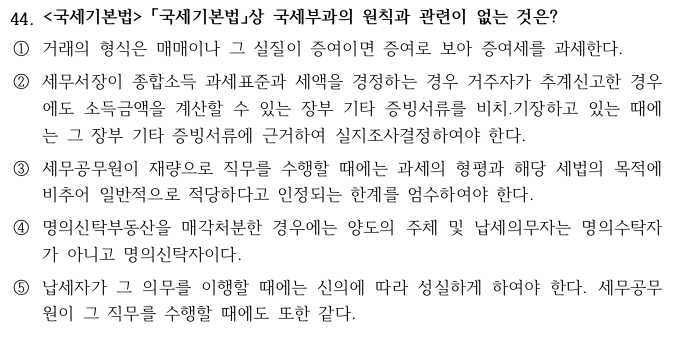 44. <국세기본법> 「국세기본법」상 국세부과의 원칙과 관련이 없는 것은?
① 거래의 형식은 매매이나 그 실질이 증여이면 증여로 보아 증여세를 과세한다.
② 세무서장이 종합소득 과세표준과 세액을 경정하는 경우 거주자가 추계신고한 경우
에도 소득금액을 계산할 수 있는 장부 기타 증빙서류를 비치.기장하고 있는 때에
는 그 장부 기타 증빙서류에 근거하여 실지조사결정하여야 한다.
③ 세무공무원이 재량으로 직무를 수행할 때에는 과세의 형평과 해당 세법의 목적에
비추어 일반적으로 적당하다고 인정되는 한계를 엄수하여야 한다.
④ 명의신탁부동산을 매각처분한 경우에는 양도의 주체 및 납세의무자는 명의수탁자
가 아니고 명의신탁자이다.
⑤ 납세자가 그 의무를 이행할 때에는 신의에 따라 성실하게 하여야 한다. 세무공무
원이 그 직무를 수행할 때에도 또한 같다.